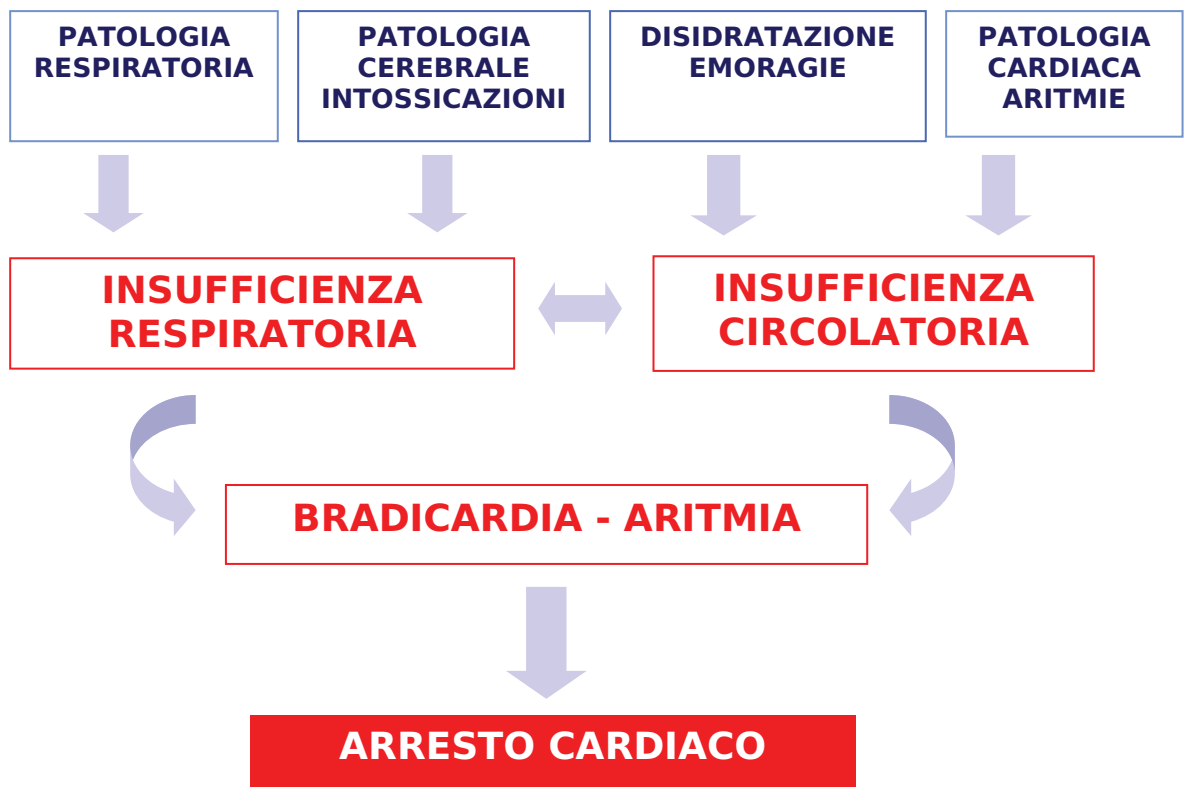 PATOLOGIA
RESPIRATORIA
PATOLOGIA
CEREBRALE
INTOSSICAZIONI
DISIDRATAZIONE
EMORAGIE
PATOLOGIA
CARDIACA
ARITMIE
INSUFFICIENZA
RESPIRATORIA
INSUFFICIENZA
CIRCOLATORIA
BRADICARDIA - ARITMIA
ARRESTO CARDIACO